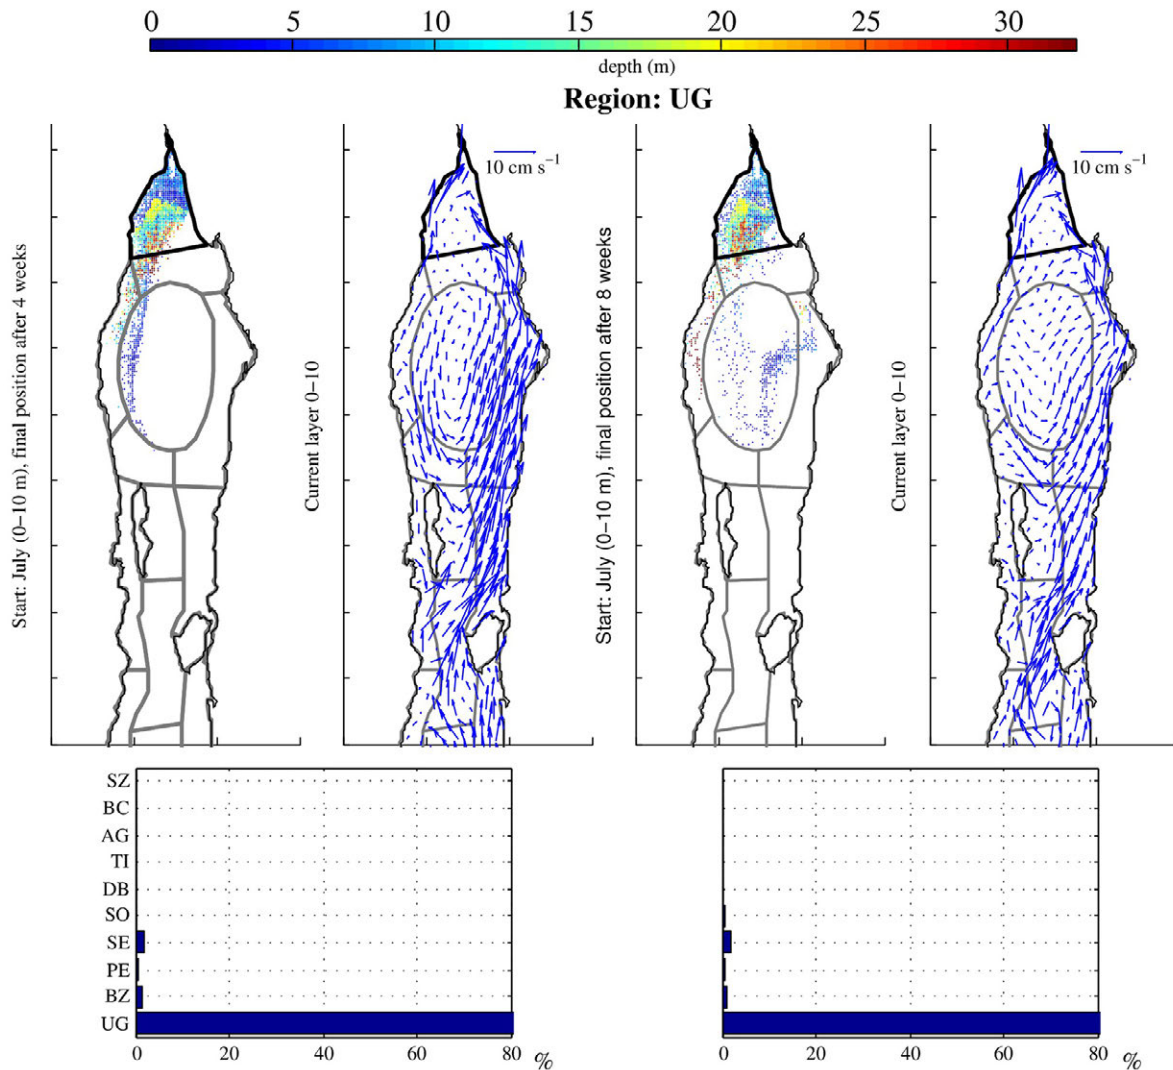 0 5 10 15 20 25 30
depth (m)
Region: UG
10 cm s⁻¹
10 cm s⁻¹
Start: July (0–10 m), final position after 4 weeks
Current layer 0–10
Start: July (0–10 m), final position after 8 weeks
Current layer 0–10
SZ
BC
AG
TI
DB
SO
SE
PE
BZ
UG
0 20 40 60 80 %
0 20 40 60 80 %